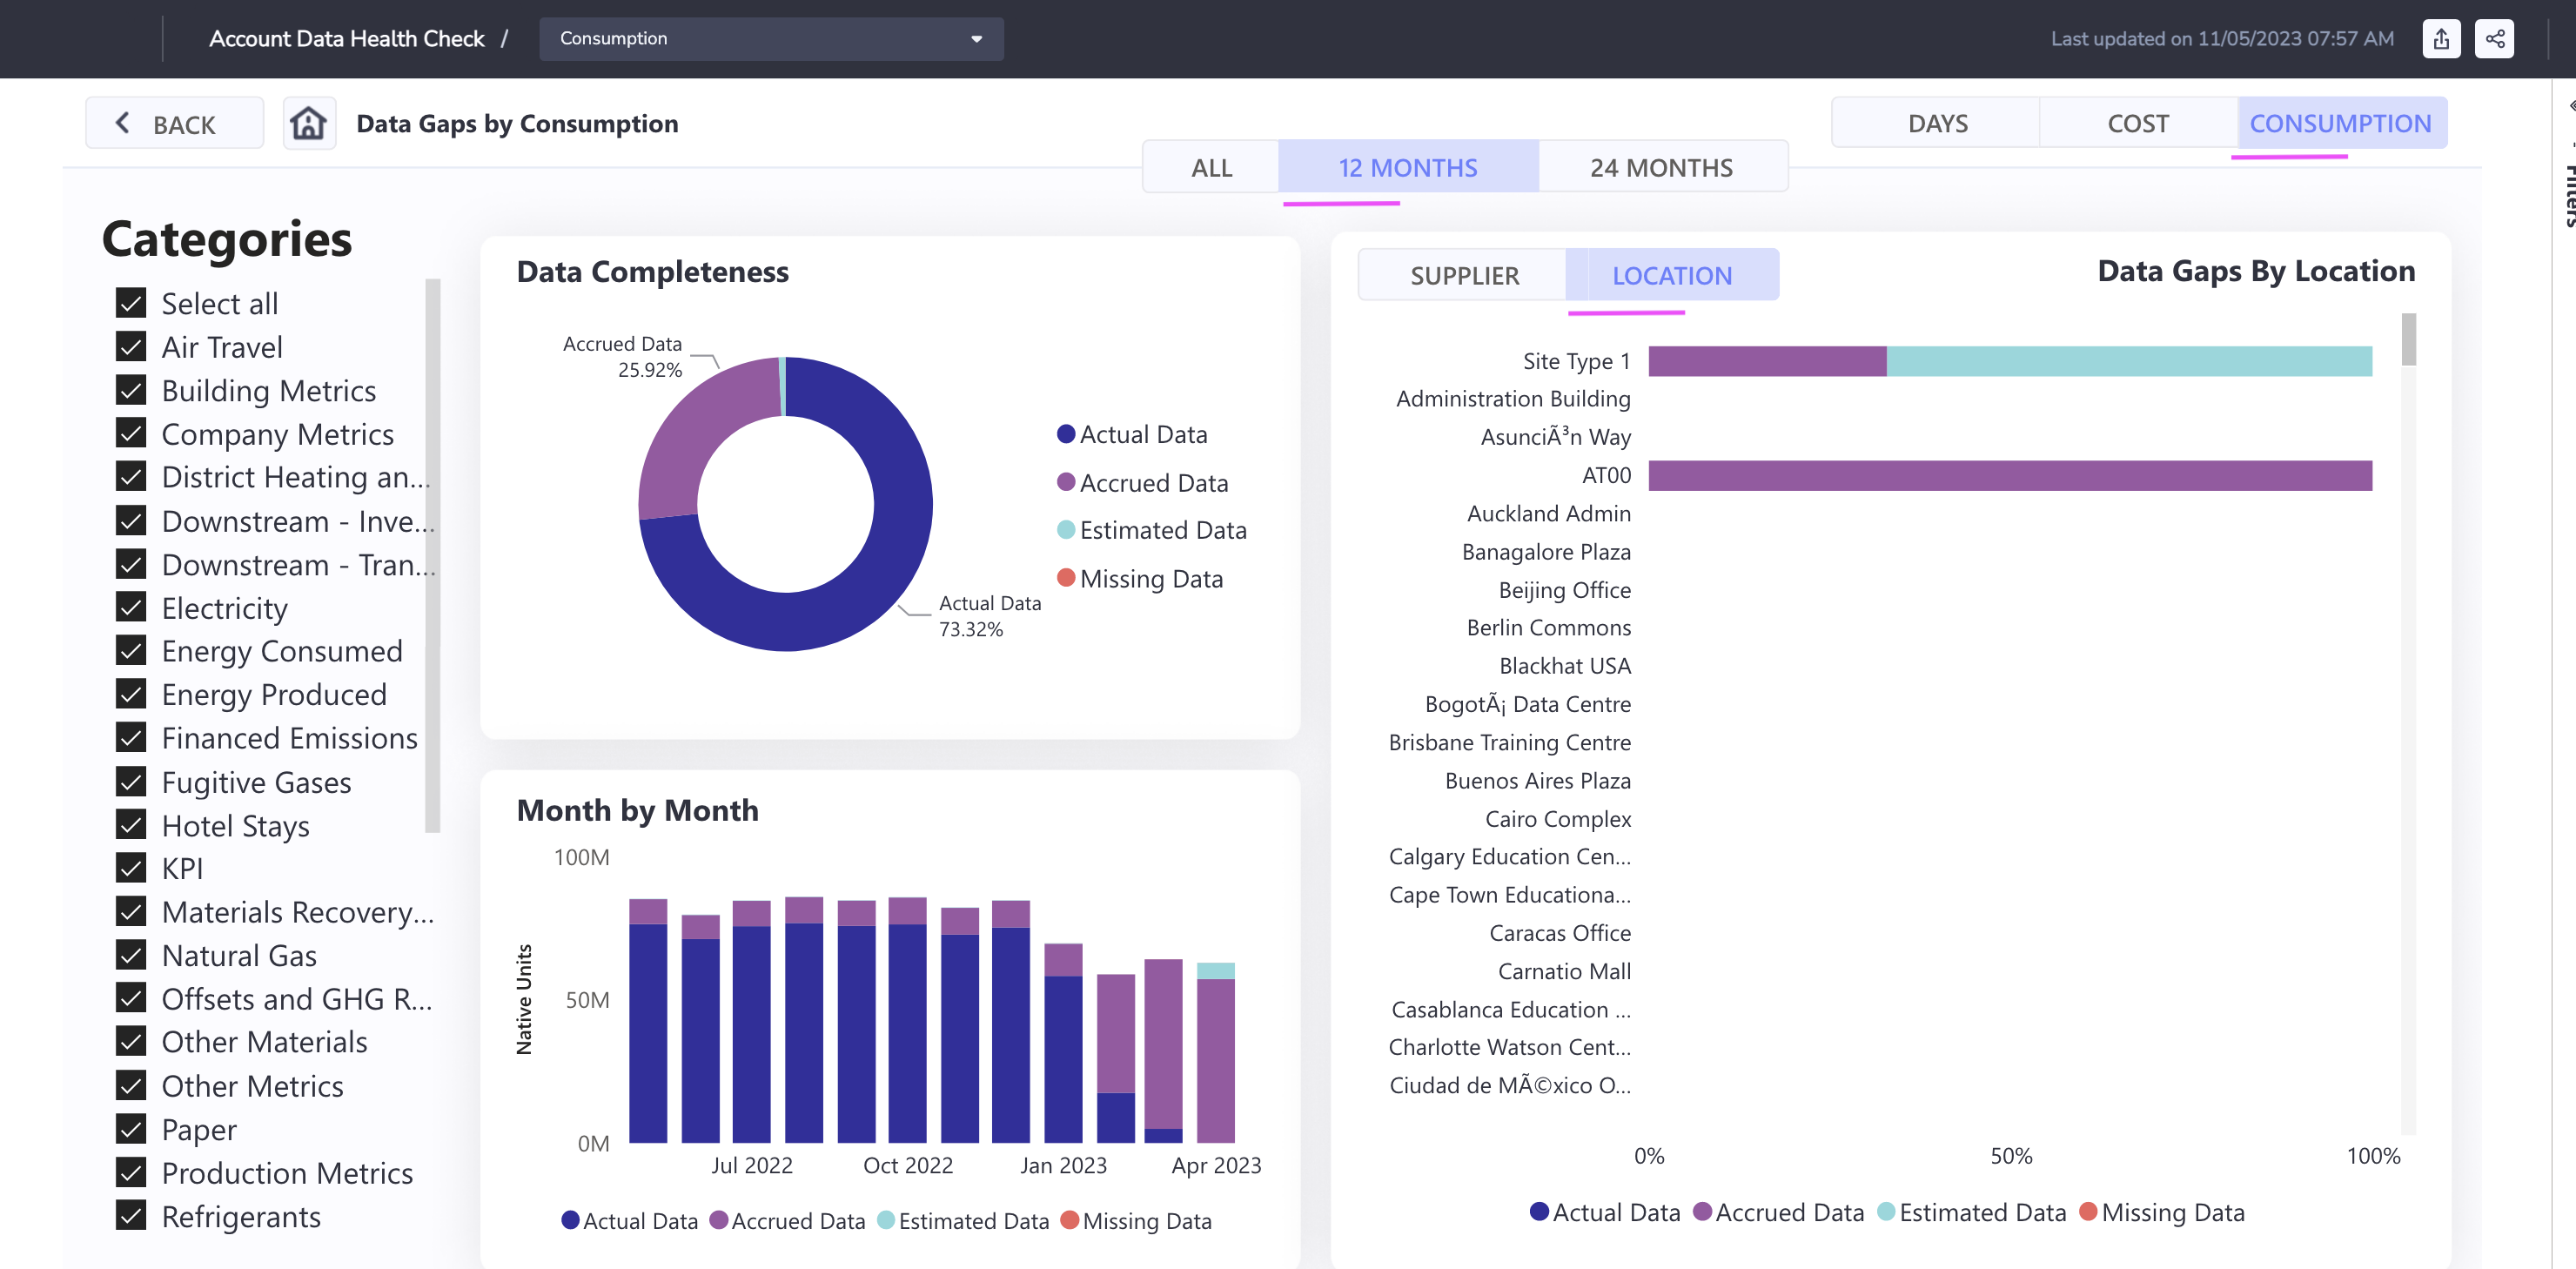 Account Data Health Check /
Consumption
Last updated on 11/05/2023 07:57 AM
BACK
Data Gaps by Consumption
DAYS
COST
CONSUMPTION
ALL
12 MONTHS
24 MONTHS
Filters
Categories
Select all
Air Travel
Building Metrics
Company Metrics
District Heating an...
Downstream - Inve...
Downstream - Tran...
Electricity
Energy Consumed
Energy Produced
Financed Emissions
Fugitive Gases
Hotel Stays
KPI
Materials Recovery...
Natural Gas
Offsets and GHG R...
Other Materials
Other Metrics
Paper
Production Metrics
Refrigerants
Data Completeness
Accrued Data
25.92%
Actual Data
73.32%
Actual Data
Accrued Data
Estimated Data
Missing Data
Month by Month
Native Units
100M
50M
0M
Jul 2022
Oct 2022
Jan 2023
Apr 2023
Actual Data
Accrued Data
Estimated Data
Missing Data
SUPPLIER
LOCATION
Data Gaps By Location
Site Type 1
Administration Building
AsunciÃ³n Way
AT00
Auckland Admin
Banagalore Plaza
Beijing Office
Berlin Commons
Blackhat USA
BogotÃ¡ Data Centre
Brisbane Training Centre
Buenos Aires Plaza
Cairo Complex
Calgary Education Cen...
Cape Town Educationa...
Caracas Office
Carnatio Mall
Casablanca Education ...
Charlotte Watson Cent...
Ciudad de MÃ©xico O...
0%
50%
100%
Actual Data
Accrued Data
Estimated Data
Missing Data